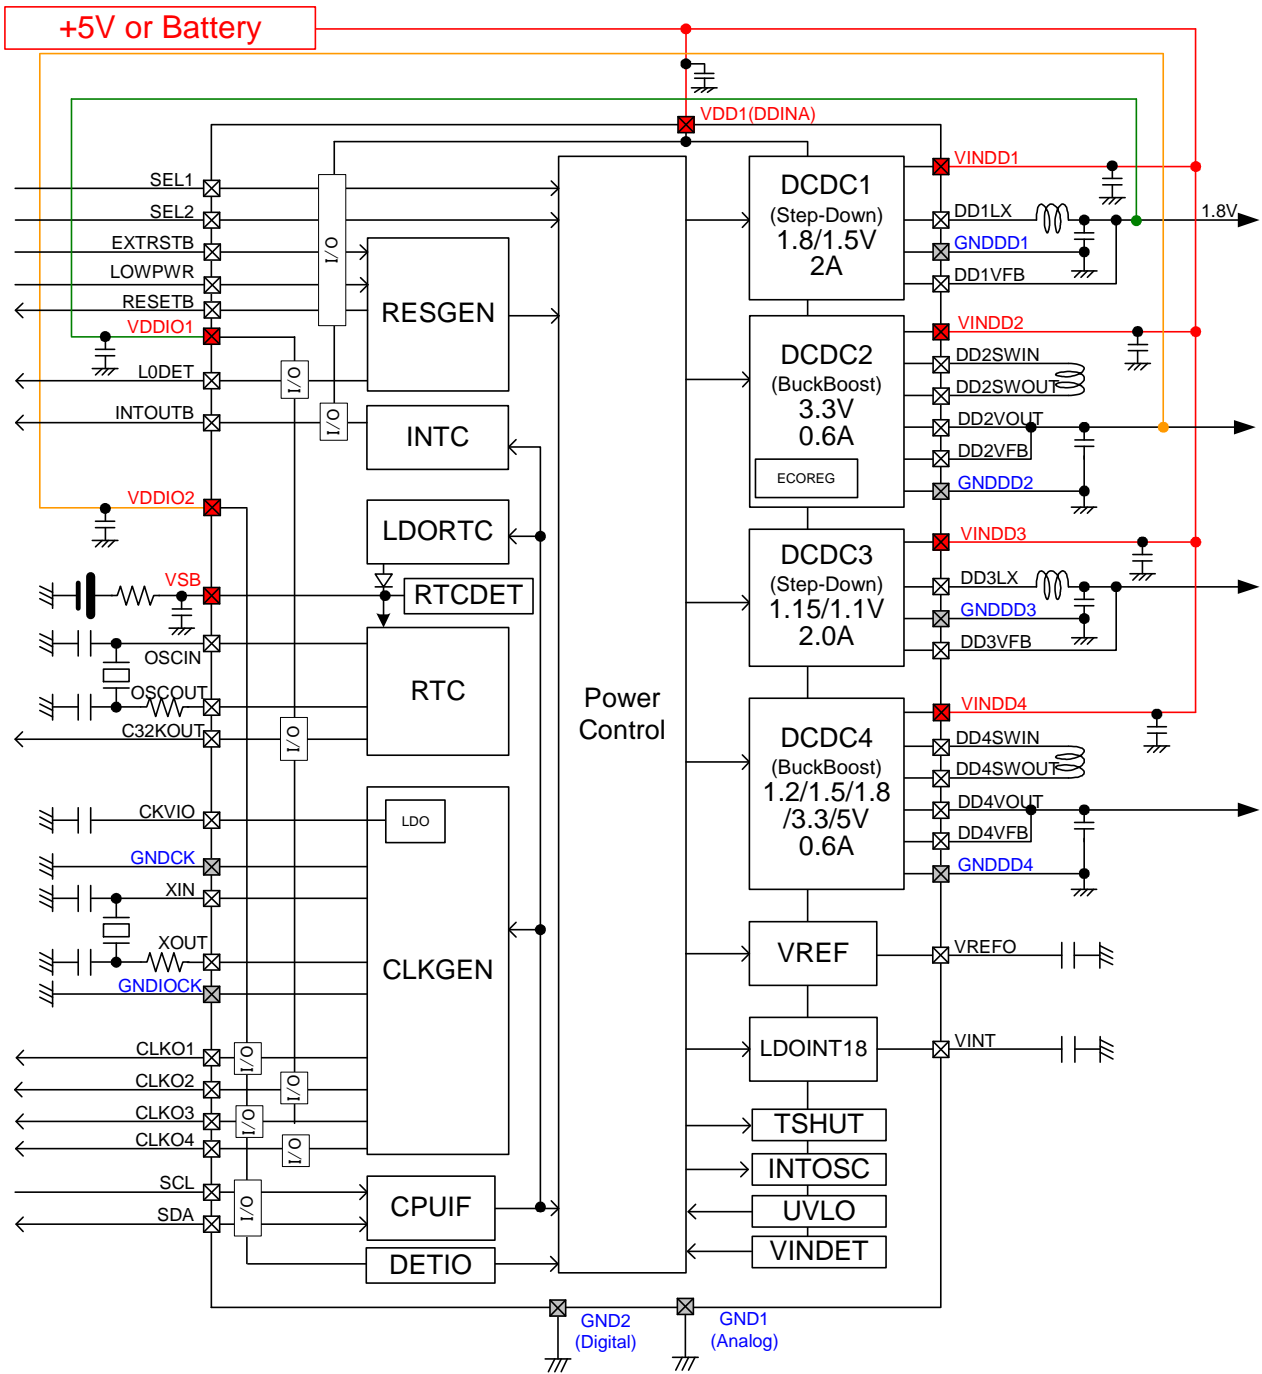 +5V or Battery
VDD1(DDINA)
SEL1
SEL2
EXTRSTB
LOWPWR
RESETB
VDDIO1
L0DET
INTOUTB
VDDIO2
VSB
OSCIN
OSCOUT
C32KOUT
CKVIO
GNDCK
XIN
XOUT
GNDIOCK
CLKO1
CLKO2
CLKO3
CLKO4
SCL
SDA
I/O
I/O
I/O
I/O
I/O
I/O
I/O
I/O
I/O
RESGEN
INTC
LDORTC
RTCDET
RTC
LDO
CLKGEN
CPUIF
DETIO
Power
Control
DCDC1
(Step-Down)
1.8/1.5V
2A
DCDC2
(BuckBoost)
3.3V
0.6A
ECOREG
DCDC3
(Step-Down)
1.15/1.1V
2.0A
DCDC4
(BuckBoost)
1.2/1.5/1.8
/3.3/5V
0.6A
VREF
LDOINT18
TSHUT
INTOSC
UVLO
VINDET
VINDD1
DD1LX
1.8V
GNDDD1
DD1VFB
VINDD2
DD2SWIN
DD2SWOUT
DD2VOUT
DD2VFB
GNDDD2
VINDD3
DD3LX
GNDDD3
DD3VFB
VINDD4
DD4SWIN
DD4SWOUT
DD4VOUT
DD4VFB
GNDDD4
VREFO
VINT
GND2
(Digital)
GND1
(Analog)